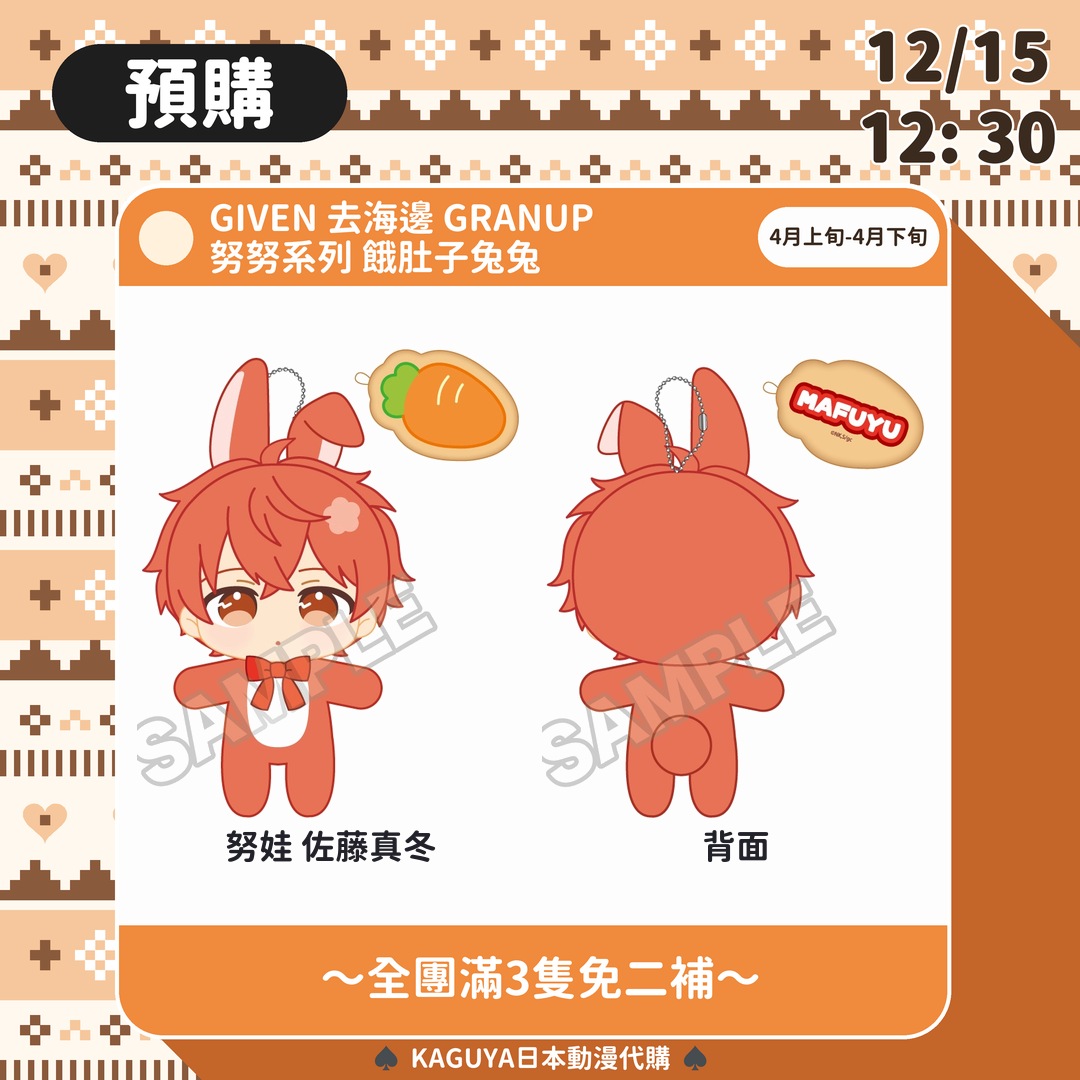 預購
12/15
12:30
GIVEN 去海邊 GRANUP
努努系列 餓肚子兔兔
4月上旬-4月下旬
MAFUYU
SAMPLE
SAMPLE
努娃 佐藤真冬
背面
～全團滿3隻免二補～
♠ KAGUYA日本動漫代購 ♠